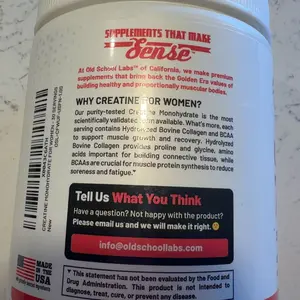 SUPPLEMENTS THAT MAKE
Sense
At Old School Labs™ of California, we make premium
supplements that bring back the Golden Era values of
building healthy and proportionally muscular bodies.
WHY CREATINE FOR WOMEN?
Our purity-tested Creatine Monohydrate is the most
scientifically validated form available. What's more, each
serving contains Hydrolyzed Bovine Collagen and BCAA
to support muscle growth and recovery. Hydrolyzed
Bovine Collagen provides proline and glycine, amino
acids important for building connective tissue, while
BCAAs are crucial for muscle protein synthesis to reduce
soreness and fatigue.*
Tell Us What You Think
Have a question? Not happy with the product?
Please email us and we will make it right.
info@oldschoollabs.com
MADE
IN THE
USA
* This statement has not been evaluated by the Food and
Drug Administration. This product is not intended to
diagnose, treat, cure, or prevent any disease.
CREATINE MONOHYDRATE FOR WOMEN - 30 SERVINGS
New